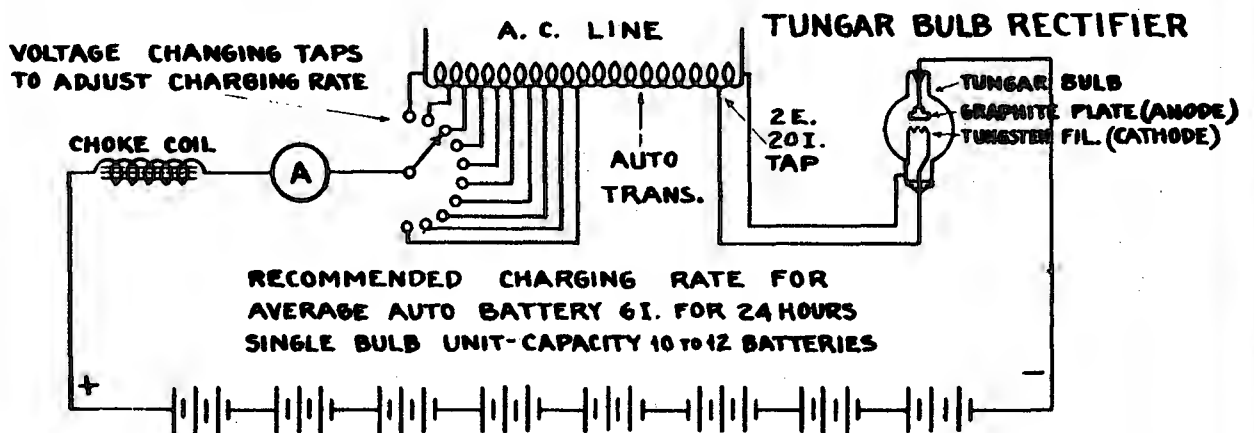 TUNGAR BULB RECTIFIER
A. C. LINE
VOLTAGE CHANGING TAPS
TO ADJUST CHARGING RATE
CHOKE COIL
A
AUTO
TRANS.
2 E.
20 I.
TAP
TUNGAR BULB
GRAPHITE PLATE (ANODE)
TUNGSTEN FIL. (CATHODE)
RECOMMENDED CHARGING RATE FOR
AVERAGE AUTO BATTERY 6 I. FOR 24 HOURS
SINGLE BULB UNIT-CAPACITY 10 TO 12 BATTERIES
+
−